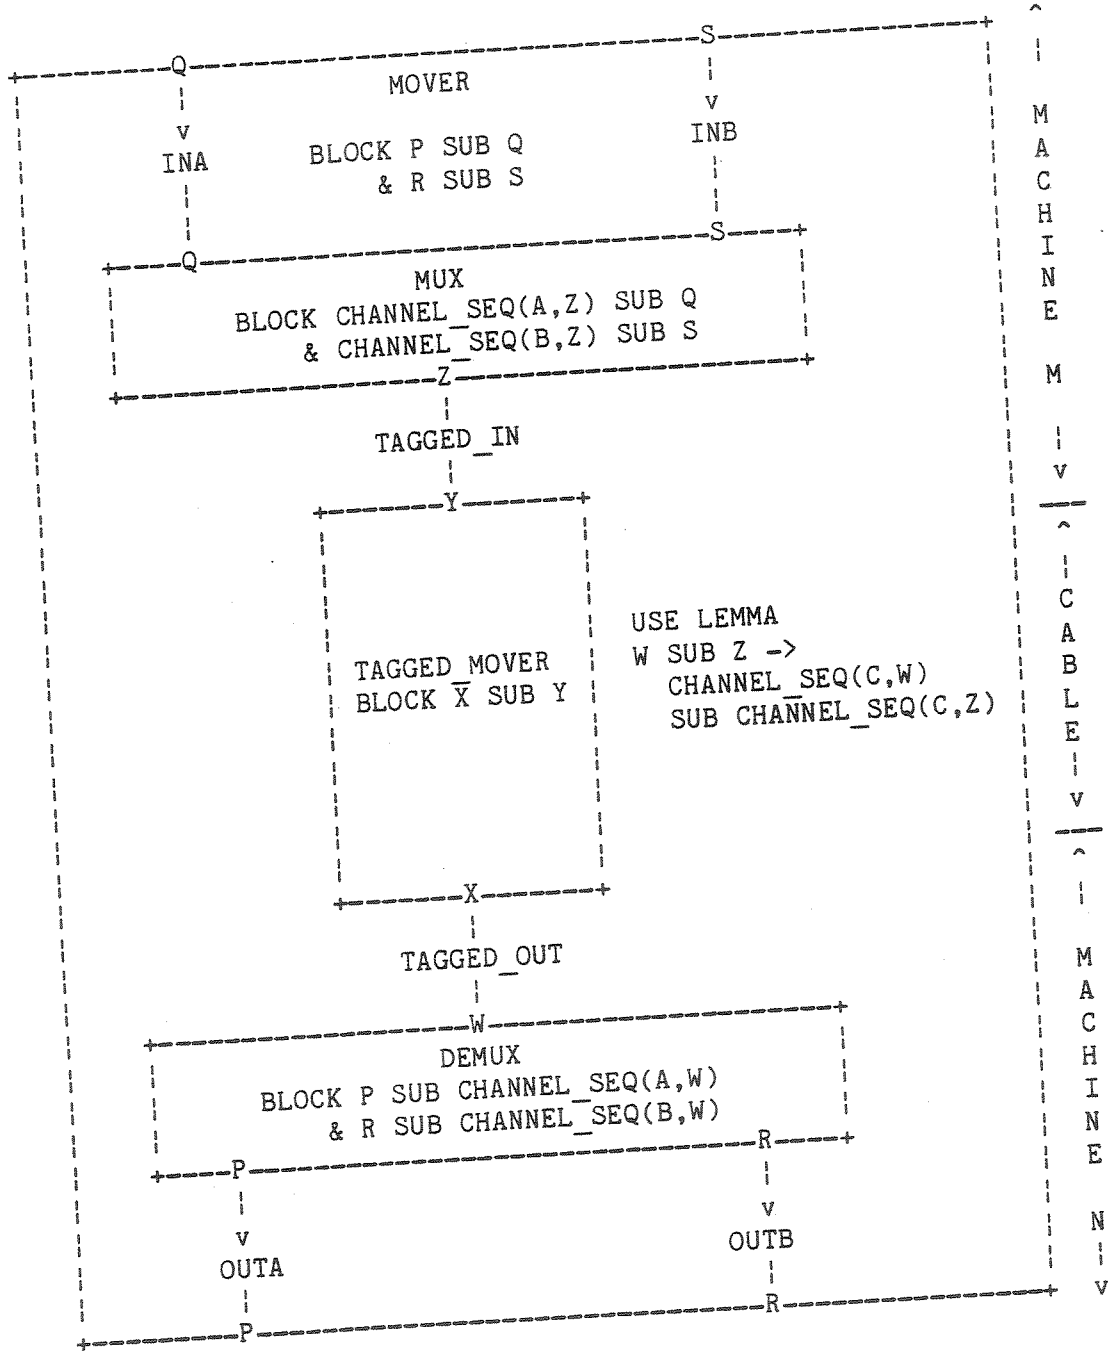 Q S
MOVER
INA INB
BLOCK P SUB Q
& R SUB S
Q S
MUX
BLOCK CHANNEL_SEQ(A,Z) SUB Q
& CHANNEL_SEQ(B,Z) SUB S
Z
TAGGED_IN
Y
TAGGED_MOVER
BLOCK X SUB Y
USE LEMMA
W SUB Z ->
CHANNEL_SEQ(C,W)
SUB CHANNEL_SEQ(C,Z)
X
TAGGED_OUT
W
DEMUX
BLOCK P SUB CHANNEL_SEQ(A,W)
& R SUB CHANNEL_SEQ(B,W)
P R
OUTA OUTB
P R
MACHINE M
CABLE
MACHINE N